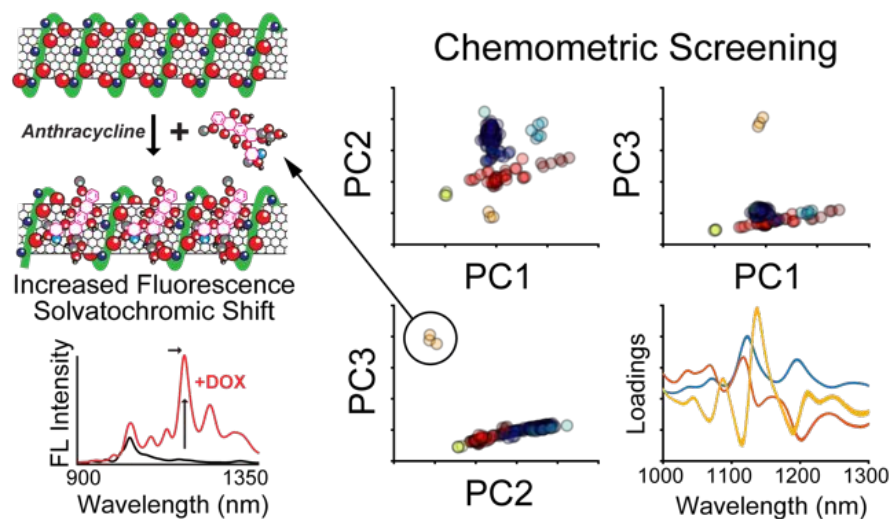 Chemometric Screening
Anthracycline
+
Increased Fluorescence
Solvatochromic Shift
FL Intensity
+DOX
900
1350
Wavelength (nm)
PC2
PC1
PC3
PC1
PC3
PC2
Loadings
1000 1100 1200 1300
Wavelength (nm)